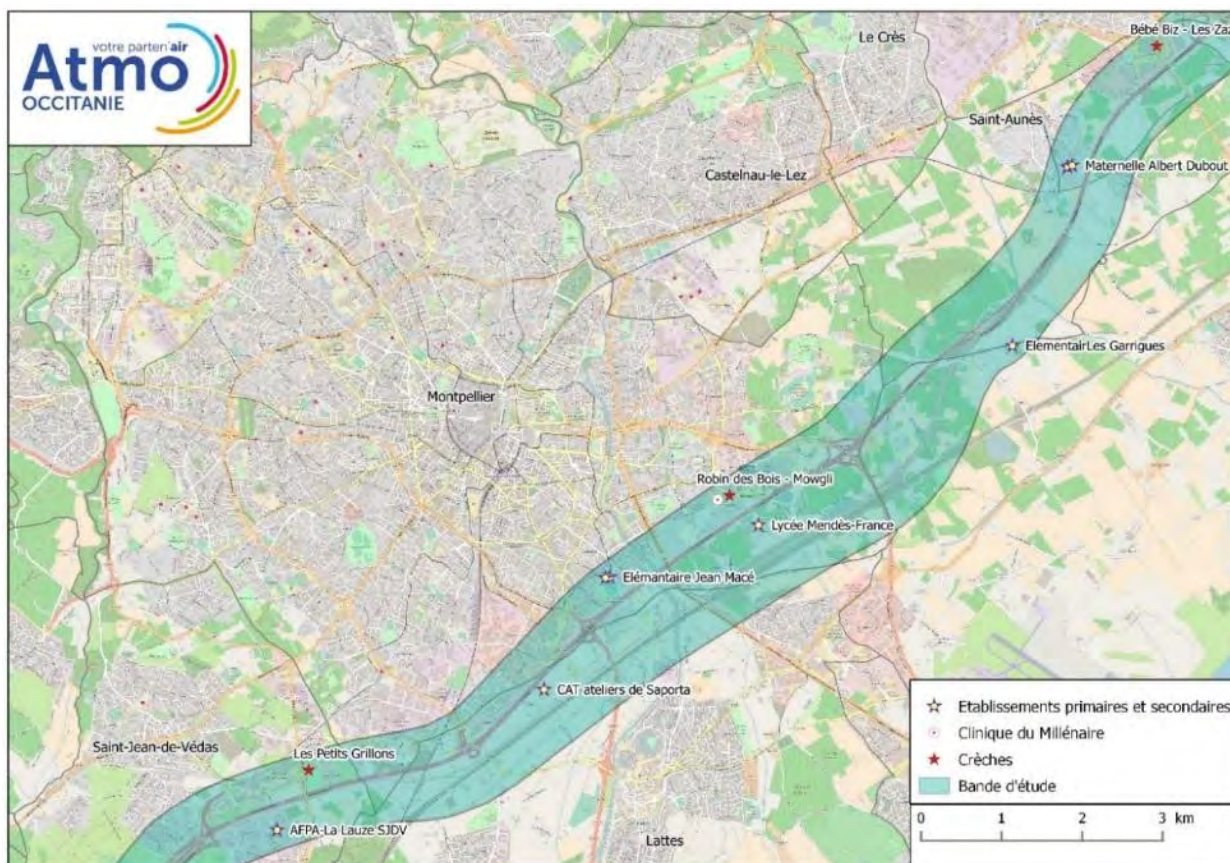 votre parten'air
Atmo
OCCITANIE
Bébé Biz - Les Zaz
Le Crès
Saint-Aunès
Maternelle Albert Dubout
Castelnau-le-Lez
ElementairLes Garrigues
Montpellier
Robin des Bois - Mowgli
Lycée Mendès-France
Elémantaire Jean Macé
CAT ateliers de Saporta
Saint-Jean-de-Védas
Les Petits Grillons
AFPA-La Lauze SJDV
Lattes
Etablissements primaires et secondaires
Clinique du Millénaire
Crèches
Bande d'étude
0 1 2 3 km